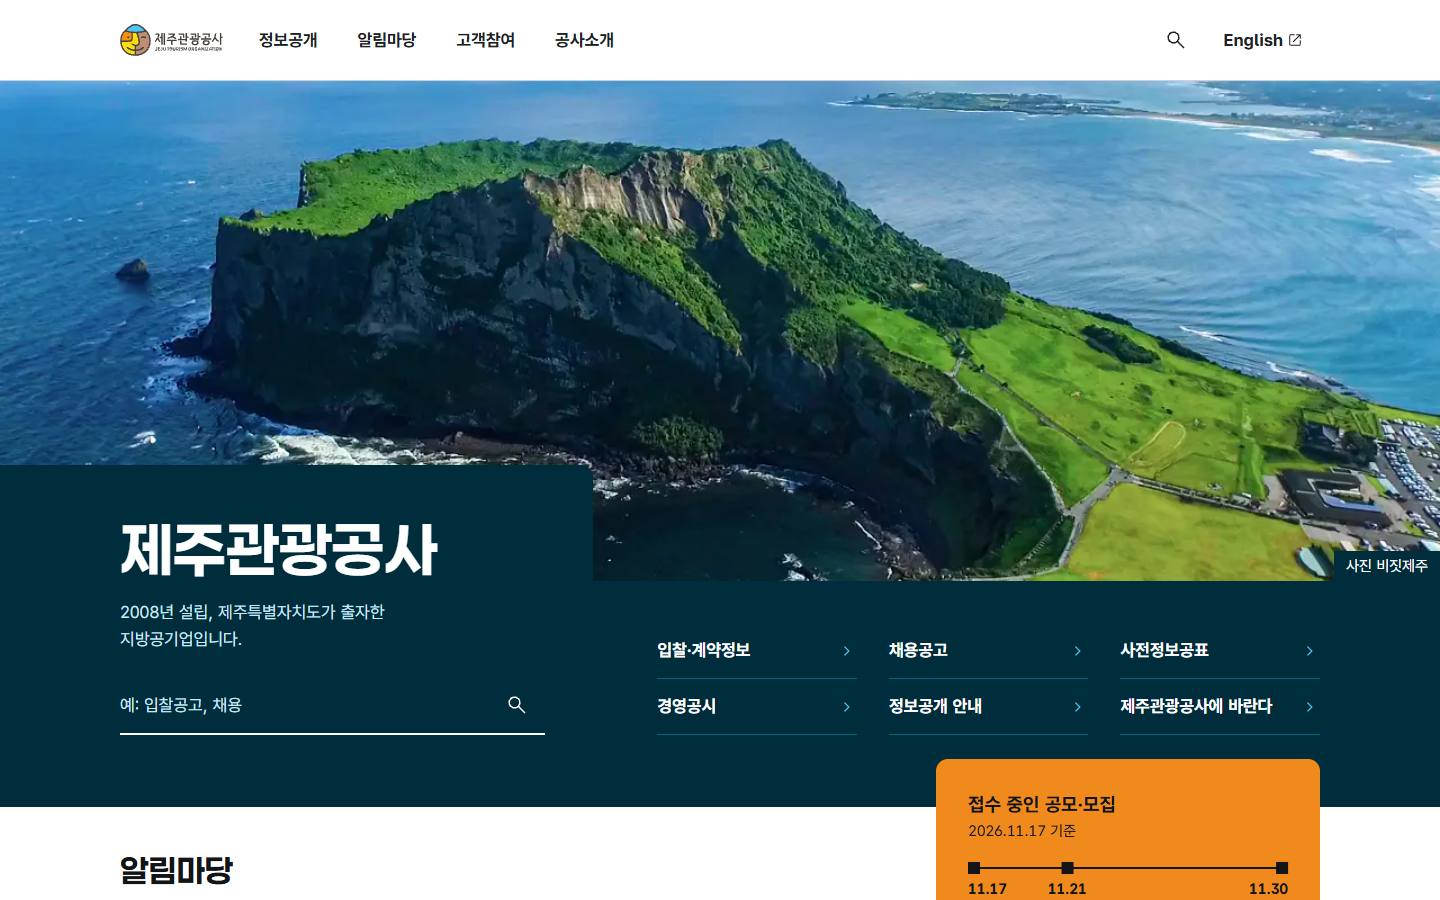 제주관광공사
JEJU TOURISM ORGANIZATION
정보공개
알림마당
고객참여
공사소개
English
사진 비짓제주
제주관광공사
2008년 설립, 제주특별자치도가 출자한
지방공기업입니다.
예: 입찰공고, 채용
입찰·계약정보
채용공고
사전정보공표
경영공시
정보공개 안내
제주관광공사에 바란다
접수 중인 공모·모집
2026.11.17 기준
11.17
11.21
11.30
알림마당